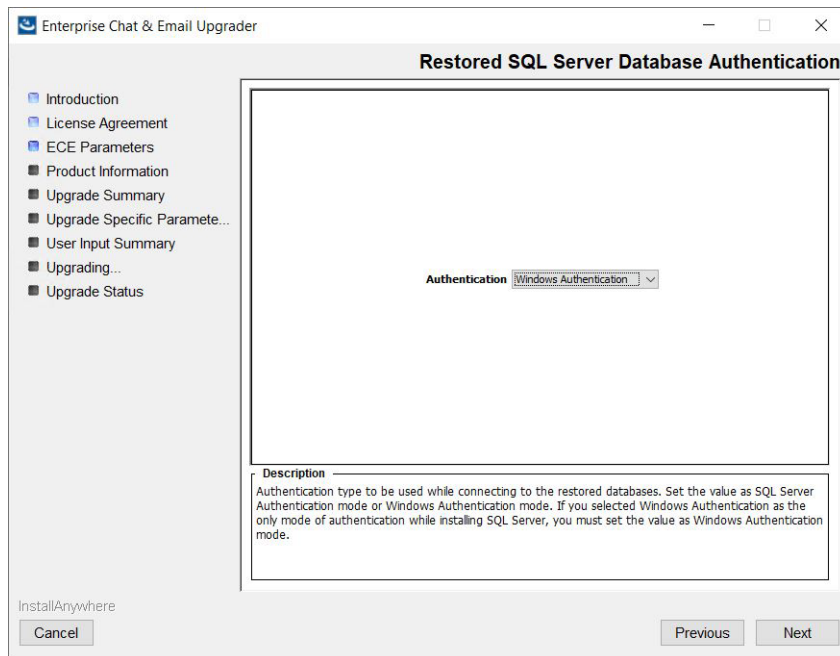 Enterprise Chat & Email Upgrader
Restored SQL Server Database Authentication
Introduction
License Agreement
ECE Parameters
Product Information
Upgrade Summary
Upgrade Specific Paramete...
User Input Summary
Upgrading...
Upgrade Status
Authentication Windows Authentication
Description
Authentication type to be used while connecting to the restored databases. Set the value as SQL Server
Authentication mode or Windows Authentication mode. If you selected Windows Authentication as the
only mode of authentication while installing SQL Server, you must set the value as Windows Authentication
mode.
InstallAnywhere
Cancel Previous Next